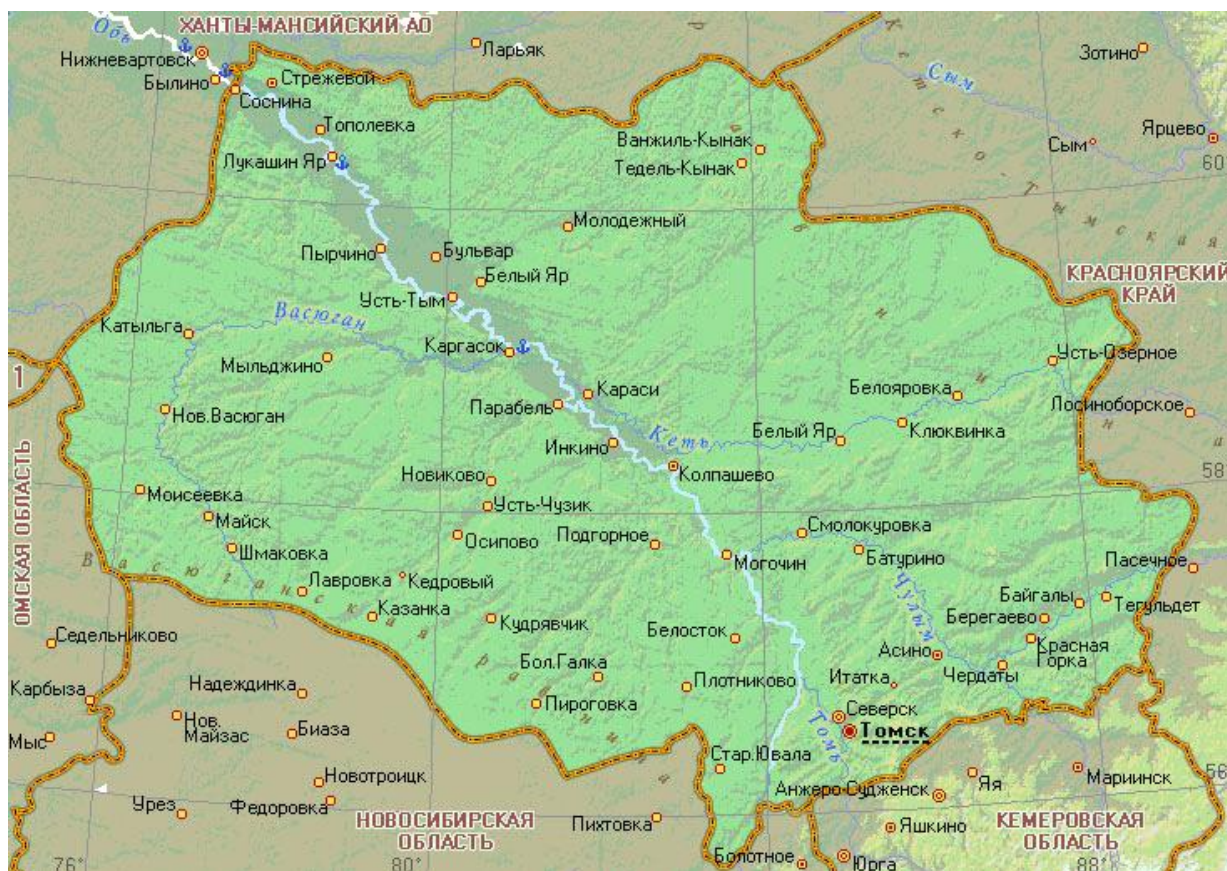 ХАНТЫ-МАНСИЙСКИЙ АО
Обь
Нижневартовск
Былино
Соснина
Стрежевой
Ларьяк
Зотино
Сым
Тополевка
Лукашин Яр
Ванжиль-Кынак
Тедель-Кынак
Сым
Ярцево
60
Кетско-Тымская
Молодежный
Пырчино
Бульвар
Белый Яр
Усть-Тым
КРАСНОЯРСКИЙ
КРАЙ
Катыльга
Васюган
Мыльджино
Каргасок
Усть-Озерное
1
Нов.Васюган
Караси
Парабель
Белояровка
Лосиноборское
Инкино
Кеть
Белый Яр
Клюквинка
Новиково
Колпашево
58
ОМСКАЯ ОБЛАСТЬ
Моисеевка
Майск
Усть-Чузик
Шмаковка
Осипово
Подгорное
Смолокуровка
Батурино
Могочин
Пасечное
Васюганская равнина
Лавровка
Кедровый
Казанка
Чулым
Байгалы
Тегульдет
Берегаево
Седельниково
Кудрявчик
Белосток
Красная
Горка
Асино
Чердаты
Бол.Галка
Итатка
Карбыза
Надеждинка
Пироговка
Плотниково
Северск
Томск
Томь
Нов.
Майзас
Биаза
Мыс
Стар.Ювала
Новотроицк
Анжеро-Судженск
Яя
Мариинск
56
Урез
Федоровка
НОВОСИБИРСКАЯ
ОБЛАСТЬ
Пихтовка
Яшкино
КЕМЕРОВСКАЯ
ОБЛАСТЬ
Болотное
Юрга
76°
80
88°